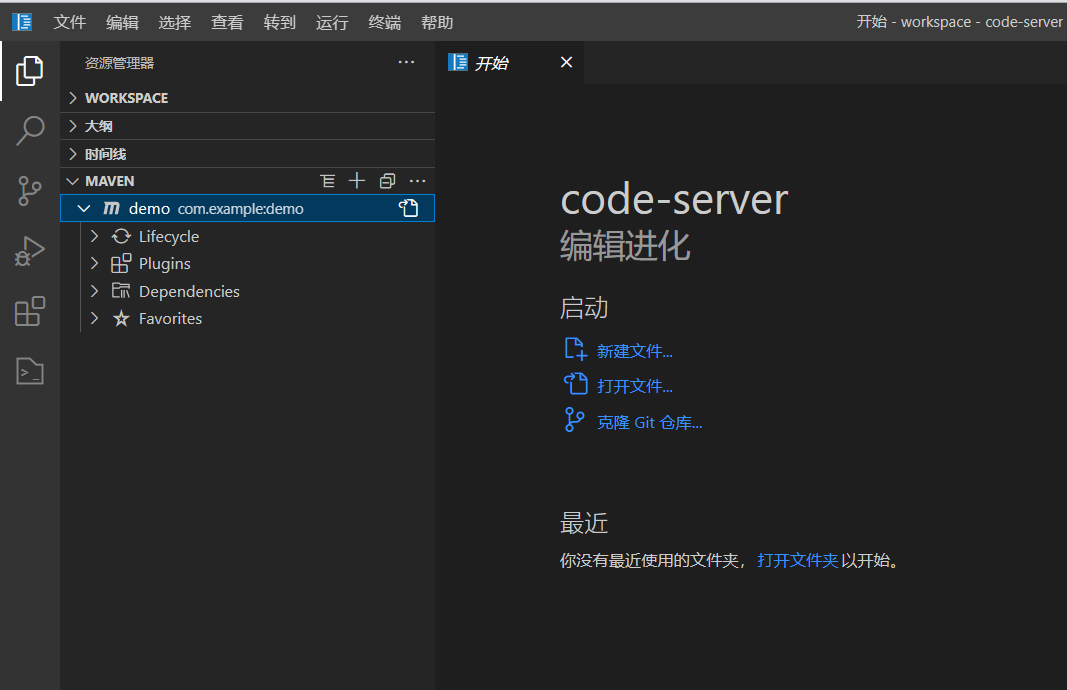 文件 编辑 选择 查看 转到 运行 终端 帮助 开始 - workspace - code-server
资源管理器
WORKSPACE
大纲
时间线
MAVEN
demo com.example:demo
Lifecycle
Plugins
Dependencies
Favorites
开始
code-server
编辑进化
启动
新建文件...
打开文件...
克隆 Git 仓库...
最近
你没有最近使用的文件夹，打开文件夹以开始。